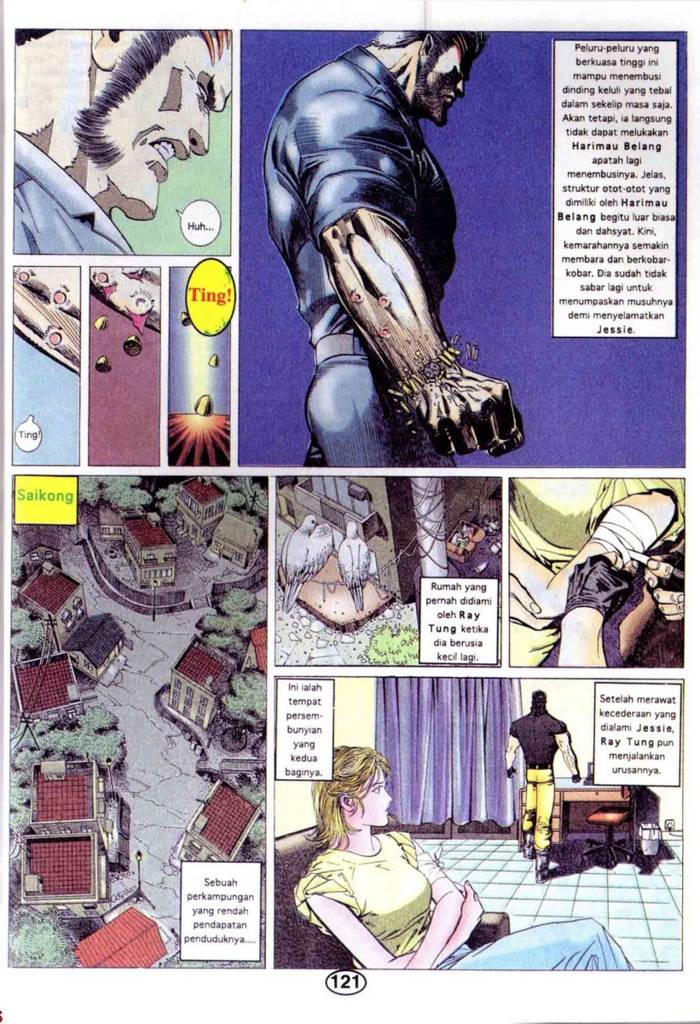 Huh...
Peluru-peluru yang
berkuasa tinggi ini
mampu menembusi
dinding keluli yang tebal
dalam sekelip masa saja.
Akan tetapi, ia langsung
tidak dapat melukakan
Harimau Belang
apatah lagi
menembusinya. Jelas,
struktur otot-otot yang
dimiliki oleh Harimau
Belang begitu luar biasa
dan dahsyat. Kini,
kemarahannya semakin
membara dan berkobar-
kobar. Dia sudah tidak
sabar lagi untuk
menumpaskan musuhnya
demi menyelamatkan
Jessie.
Ting!
Ting!
Saikong
Sebuah
perkampungan
yang rendah
pendapatan
penduduknya....
Rumah yang
pernah didiami
oleh Ray
Tung ketika
dia berusia
kecil lagi.
Ini ialah
tempat
persem-
bunyian
yang
kedua
baginya.
Setelah merawat
kecederaan yang
dialami Jessie,
Ray Tung pun
menjalankan
urusannya.
121